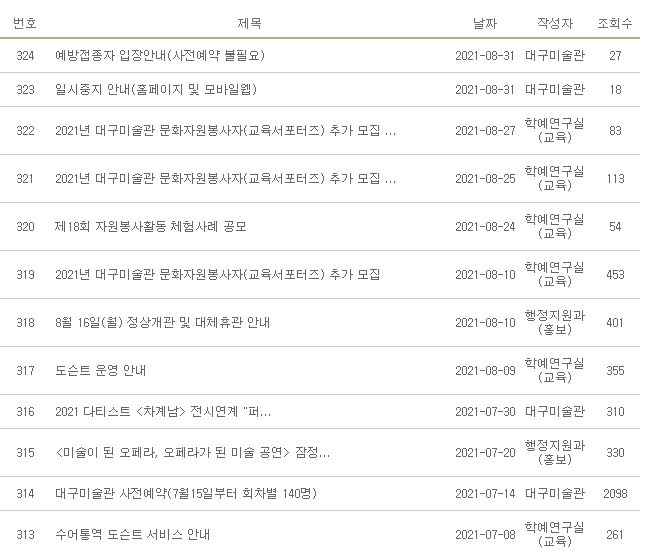 번호 제목 날짜 작성자 조회수
324 예방접종자 입장안내(사전예약 불필요) 2021-08-31 대구미술관 27
323 일시중지 안내(홈페이지 및 모바일웹) 2021-08-31 대구미술관 18
322 2021년 대구미술관 문화자원봉사자(교육서포터즈) 추가 모집 ... 2021-08-27 학예연구실 (교육) 83
321 2021년 대구미술관 문화자원봉사자(교육서포터즈) 추가 모집 ... 2021-08-25 학예연구실 (교육) 113
320 제18회 자원봉사활동 체험사례 공모 2021-08-24 학예연구실 (교육) 54
319 2021년 대구미술관 문화자원봉사자(교육서포터즈) 추가 모집 2021-08-10 학예연구실 (교육) 453
318 8월 16일(월) 정상개관 및 대체휴관 안내 2021-08-10 행정지원과 (홍보) 401
317 도슨트 운영 안내 2021-08-09 학예연구실 (교육) 355
316 2021 다티스트 <차계남> 전시연계 "퍼... 2021-07-30 대구미술관 310
315 <미술이 된 오페라, 오페라가 된 미술 공연> 잠정... 2021-07-20 행정지원과 (홍보) 330
314 대구미술관 사전예약(7월15일부터 회차별 140명) 2021-07-14 대구미술관 2098
313 수어통역 도슨트 서비스 안내 2021-07-08 학예연구실 (교육) 261